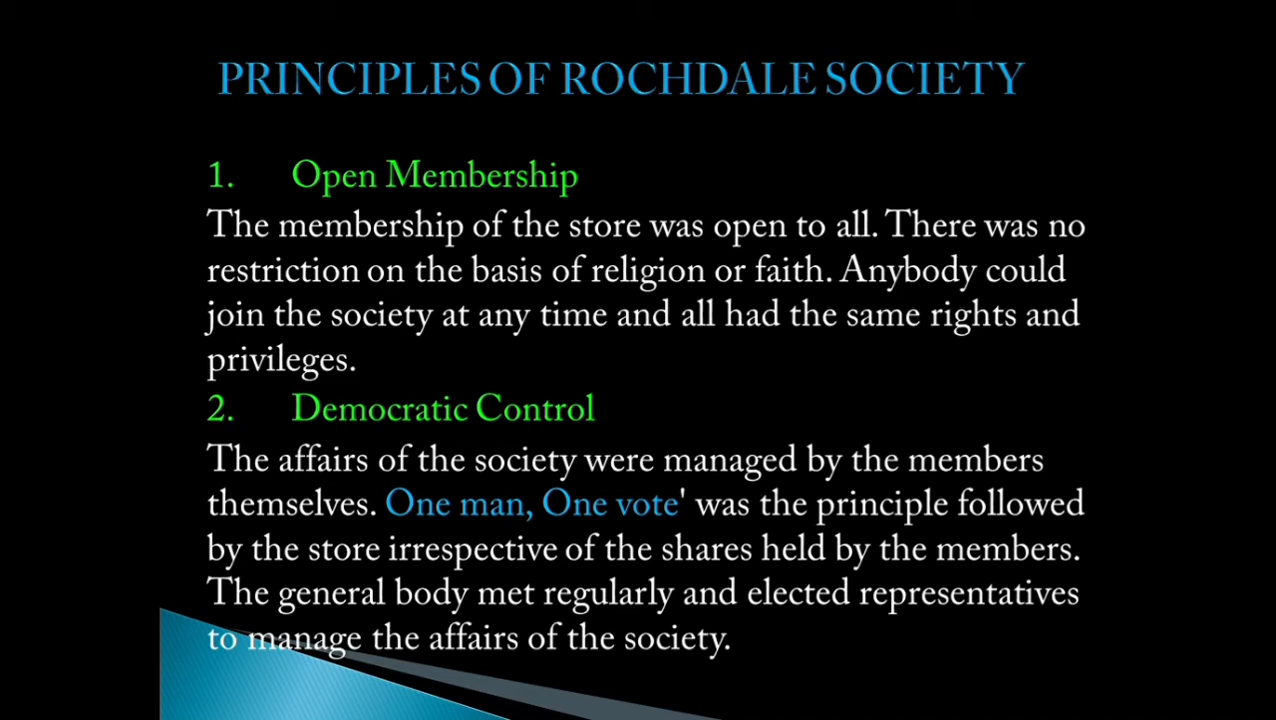 PRINCIPLES OF ROCHDALE SOCIETY
1. Open Membership
The membership of the store was open to all. There was no
restriction on the basis of religion or faith. Anybody could
join the society at any time and all had the same rights and
privileges.
2. Democratic Control
The affairs of the society were managed by the members
themselves. One man, One vote' was the principle followed
by the store irrespective of the shares held by the members.
The general body met regularly and elected representatives
to manage the affairs of the society.